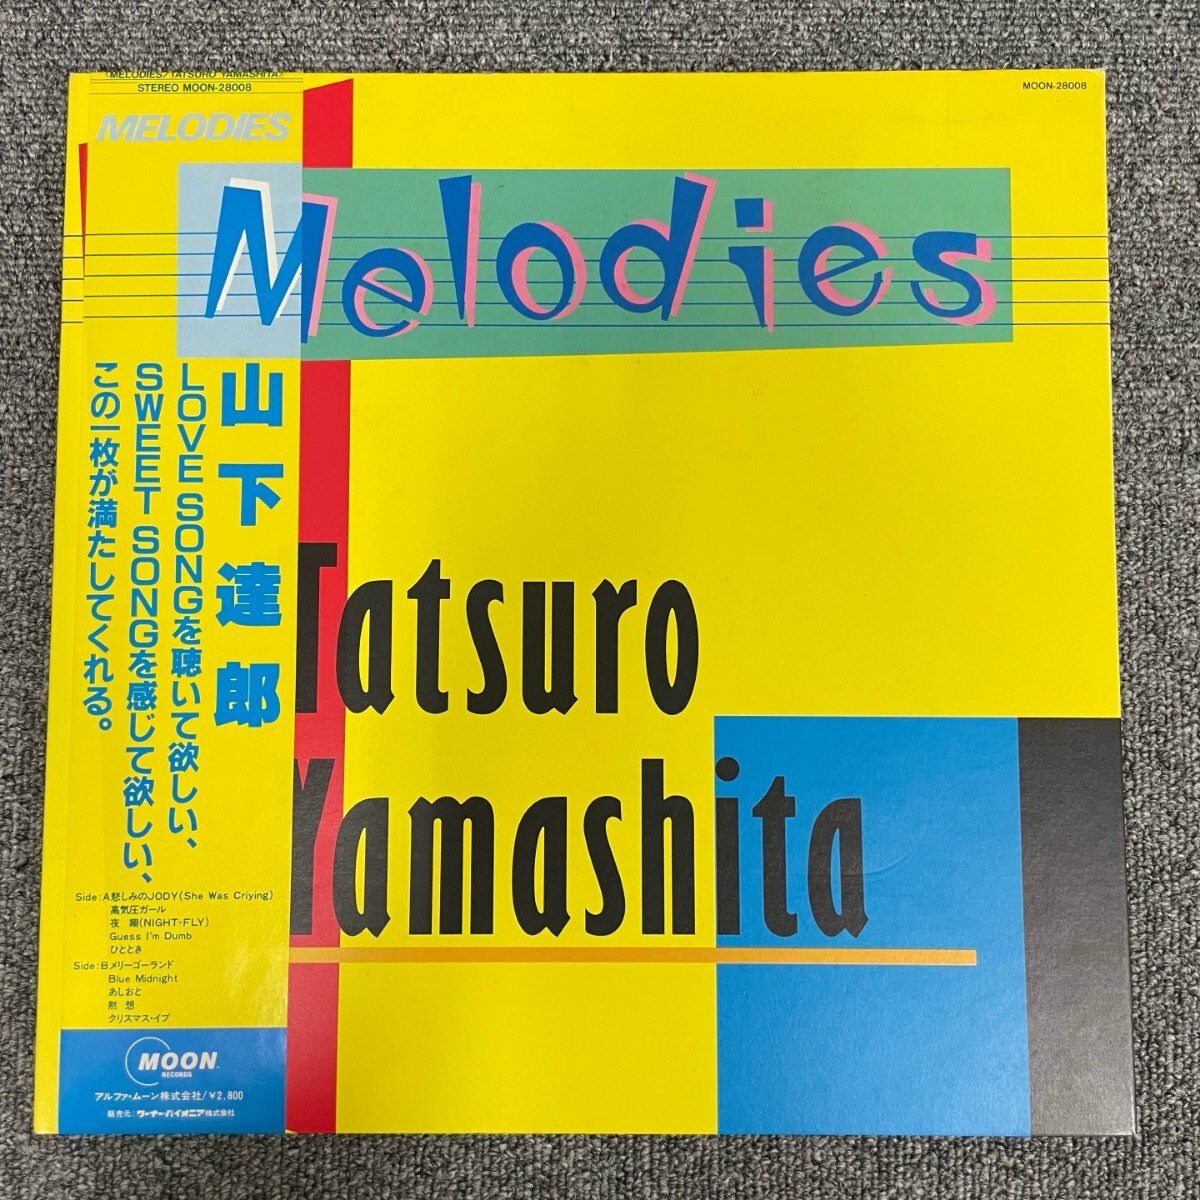 〈MELODIES〉TATSURO YAMASHITA〉
STEREO MOON-28008
MELODIES
MOON-28008
Melodies
山下達郎
LOVE SONGを聴いて欲しい、
SWEET SONGを感じて欲しい、
この一枚が満たしてくれる。
Tatsuro
Yamashita
Side:A悲しみのJODY(She Was Criying)
高気圧ガール
夜 翔(NIGHT-FLY)
Guess I'm Dumb
ひととき
Side:Bメリーゴーランド
Blue Midnight
あしおと
黙 想
クリスマス・イブ
MOON
RECORDS
アルファ・ムーン株式会社/¥2,800
販売元:ワーナー・パイオニア株式会社